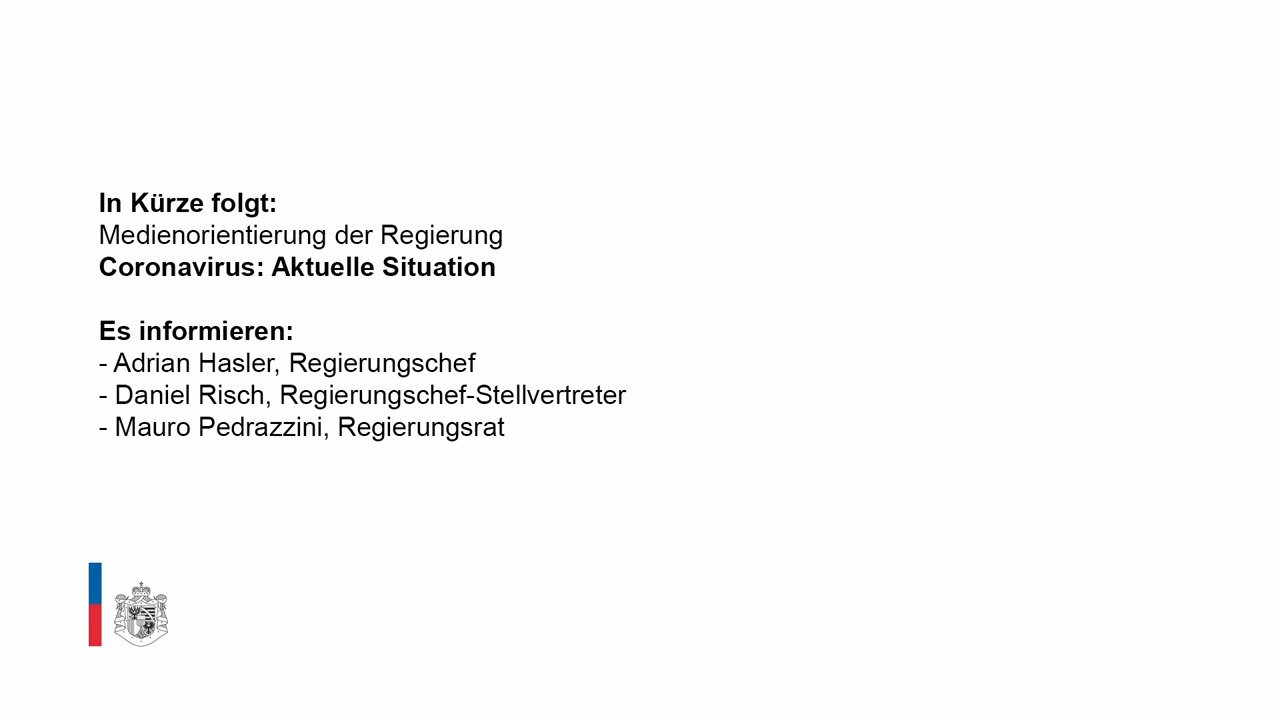 In Kürze folgt:
Medienorientierung der Regierung
Coronavirus: Aktuelle Situation
Es informieren:
- Adrian Hasler, Regierungschef
- Daniel Risch, Regierungschef-Stellvertreter
- Mauro Pedrazzini, Regierungsrat